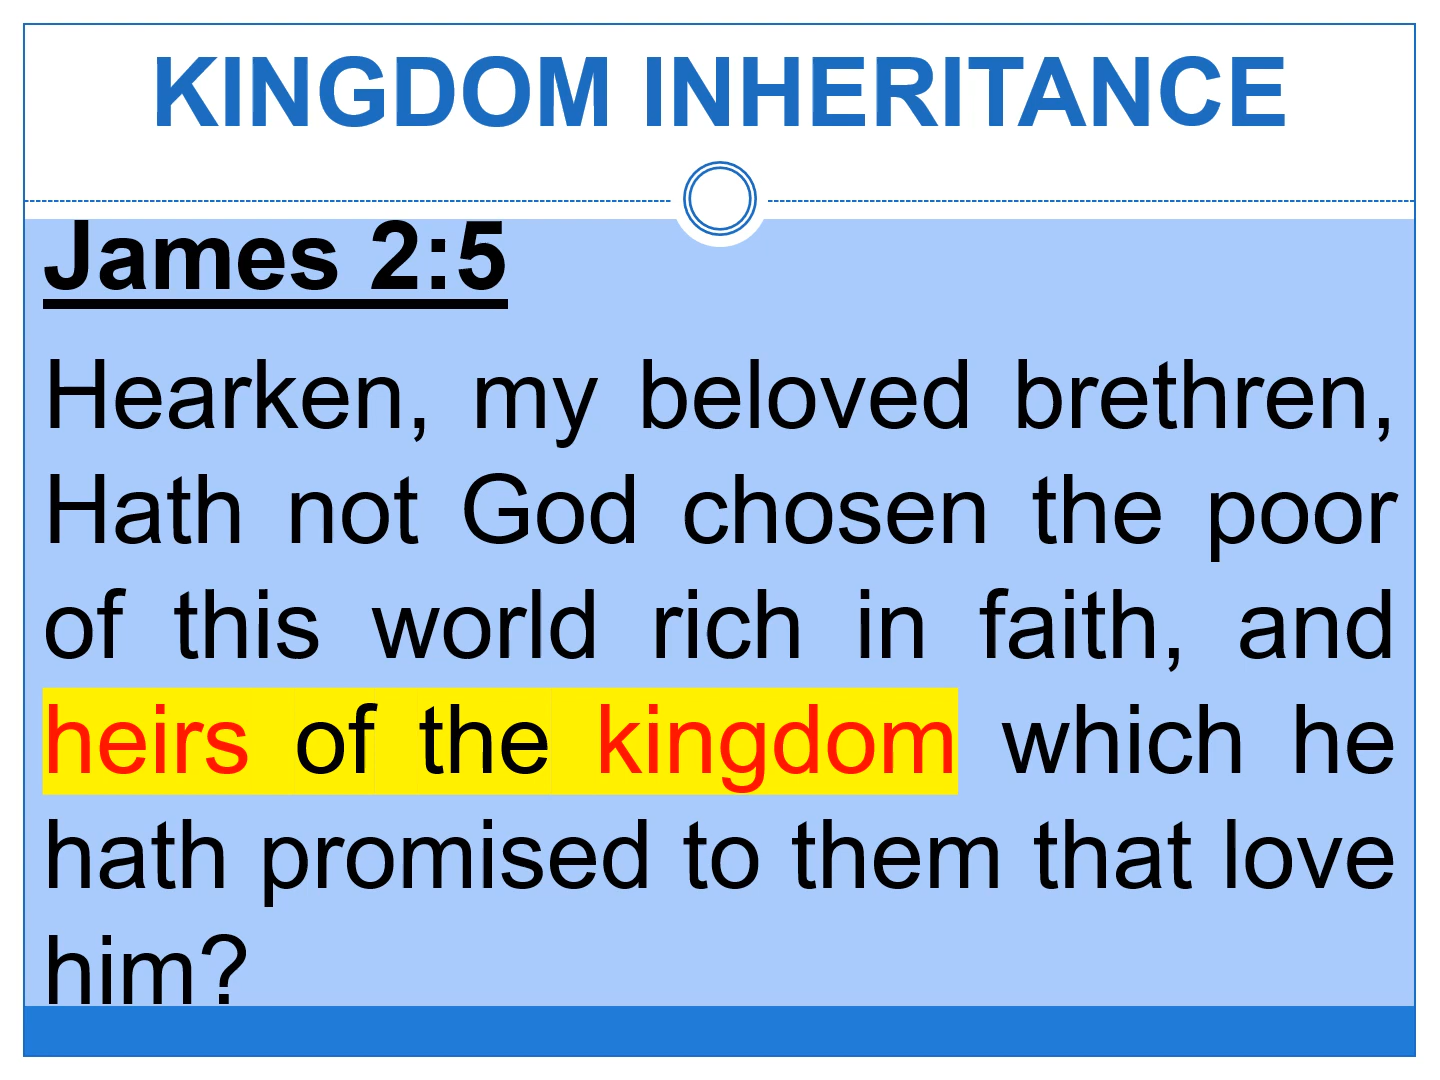 KINGDOM INHERITANCE
James 2:5
Hearken, my beloved brethren,
Hath not God chosen the poor
of this world rich in faith, and
heirs of the kingdom which he
hath promised to them that love
him?